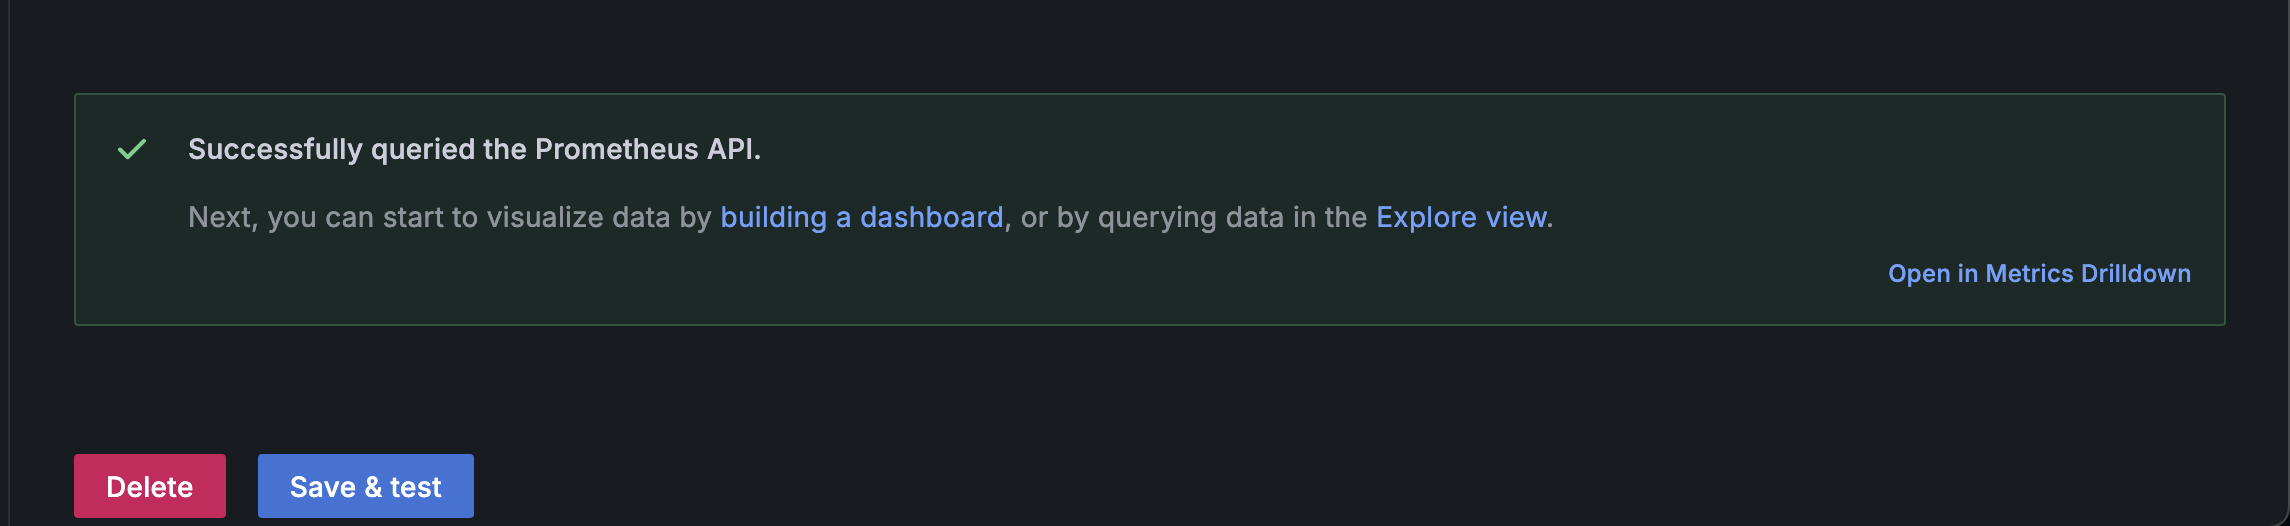 Successfully queried the Prometheus API.
Next, you can start to visualize data by building a dashboard, or by querying data in the Explore view.
Open in Metrics Drilldown
Delete
Save & test